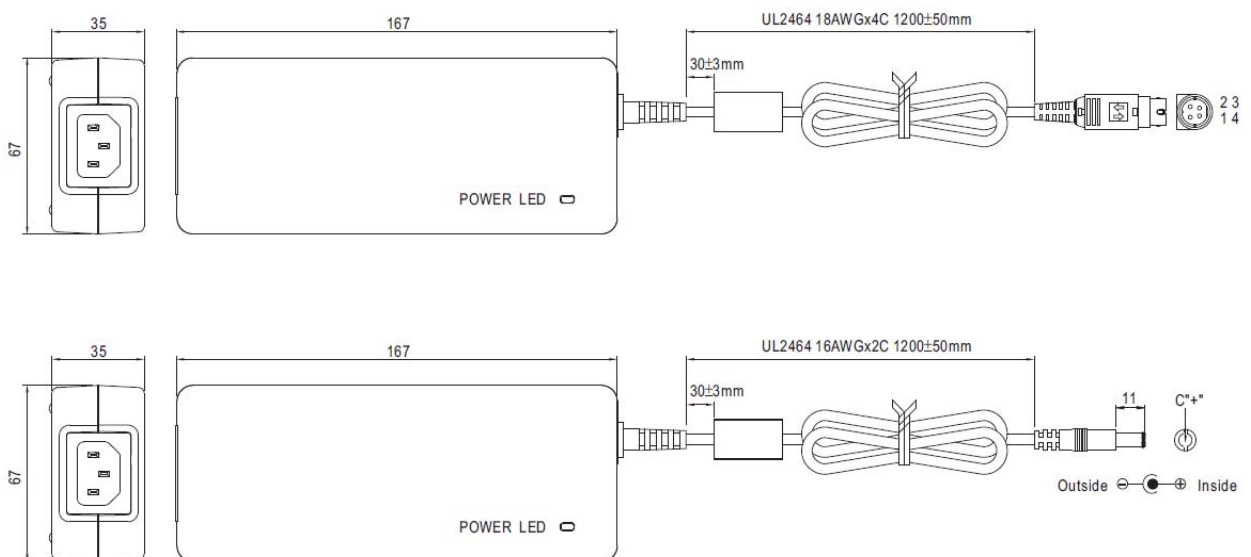 35
167
UL2464 18AWGx4C 1200±50mm
30±3mm
67
2 3
1 4
POWER LED
35
167
UL2464 16AWGx2C 1200±50mm
30±3mm
11
C"+"
67
Outside
Inside
POWER LED